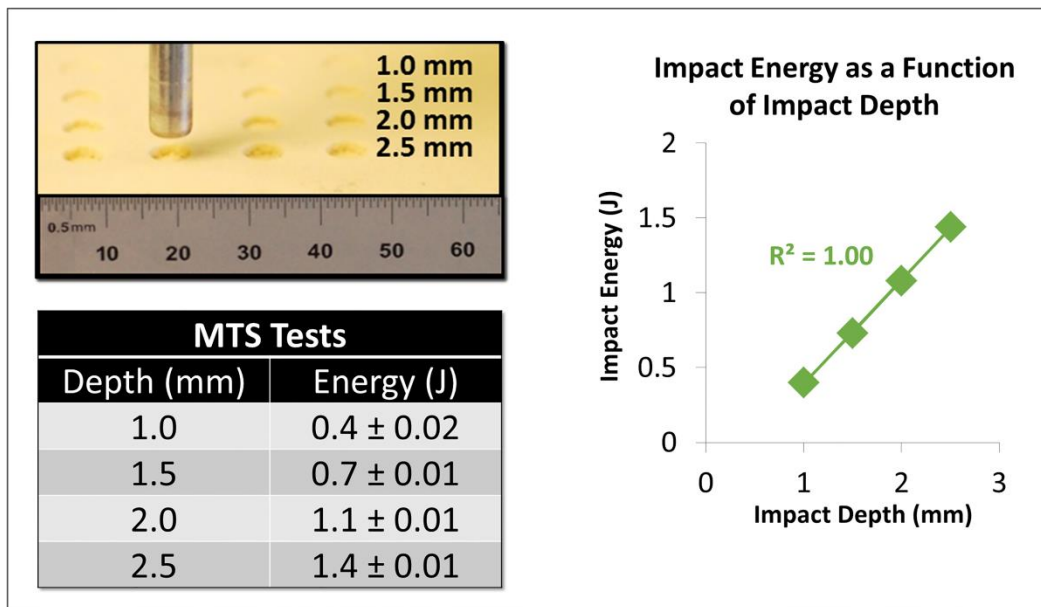 1.0 mm
1.5 mm
2.0 mm
2.5 mm
0.5mm
10 20 30 40 50 60
MTS Tests
Depth (mm) Energy (J)
1.0 0.4 ± 0.02
1.5 0.7 ± 0.01
2.0 1.1 ± 0.01
2.5 1.4 ± 0.01
Impact Energy as a Function
of Impact Depth
2
1.5
1
0.5
0
Impact Energy (J)
R² = 1.00
0 1 2 3
Impact Depth (mm)